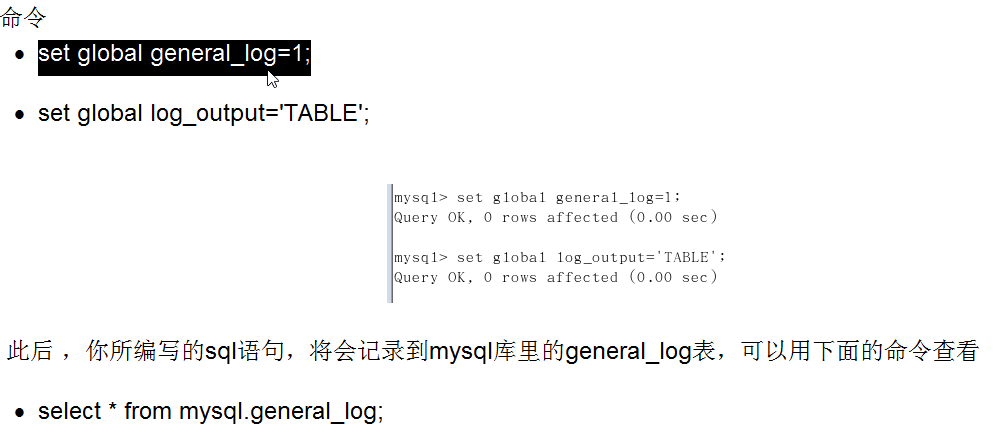 命令
• set global general_log=1;
• set global log_output='TABLE';
mysql> set global general_log=1;
Query OK, 0 rows affected (0.00 sec)
mysql> set global log_output='TABLE';
Query OK, 0 rows affected (0.00 sec)
此后 ，你所编写的sql语句，将会记录到mysql库里的general_log表，可以用下面的命令查看
• select * from mysql.general_log;